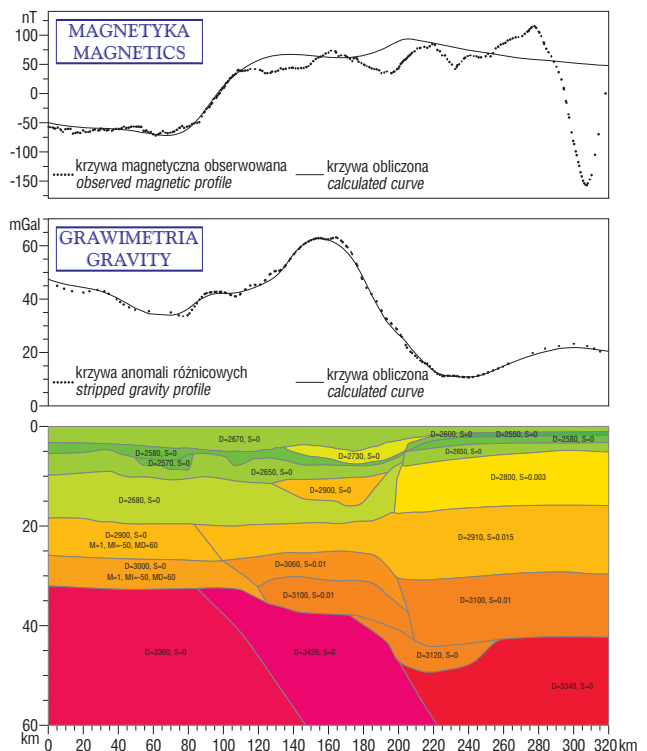 nT
MAGNETYKA
MAGNETICS
100
50
0
-50
-100
-150
krzywa magnetyczna obserwowana
observed magnetic profile
krzywa obliczona
calculated curve
mGal
GRAWIMETRIA
GRAVITY
60
40
20
0
krzywa anomali różnicowych
stripped gravity profile
krzywa obliczona
calculated curve
0
20
40
60
km
D=2670, S=0
D=2600, S=0
D=2550, S=0
D=2580, S=0
D=2580, S=0
D=2570, S=0
D=2730, S=0
D=2650, S=0
D=2650, S=0
D=2800, S=0.003
D=2900, S=0
D=2680, S=0
D=2900, S=0
M=1, MI=-50, MD=60
D=2910, S=0.015
D=3000, S=0
M=1, MI=-50, MD=60
D=3060, S=0.01
D=3100, S=0.01
D=3100, S=0.01
D=3120, S=0
D=3360, S=0
D=3420, S=0
D=3340, S=0
0 20 40 60 80 100 120 140 160 180 200 220 240 260 280 300 320 km